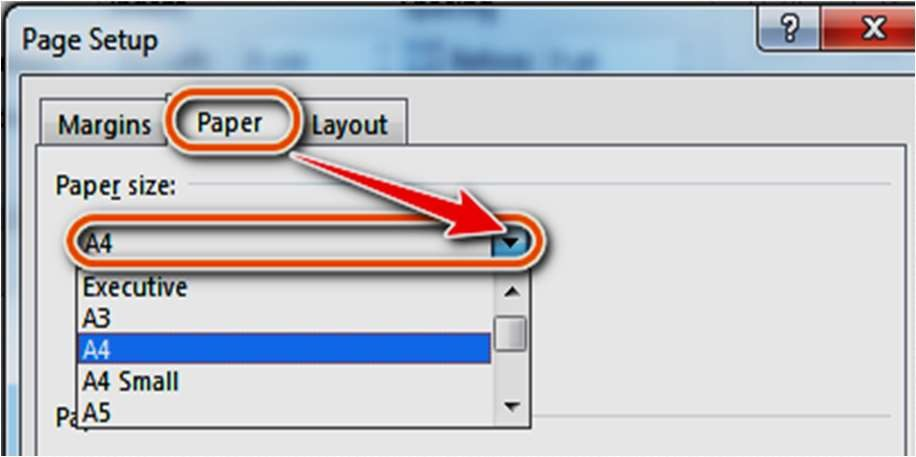 Page Setup
?
Margins Paper Layout
Paper size:
A4
Executive
A3
A4
A4 Small
A5